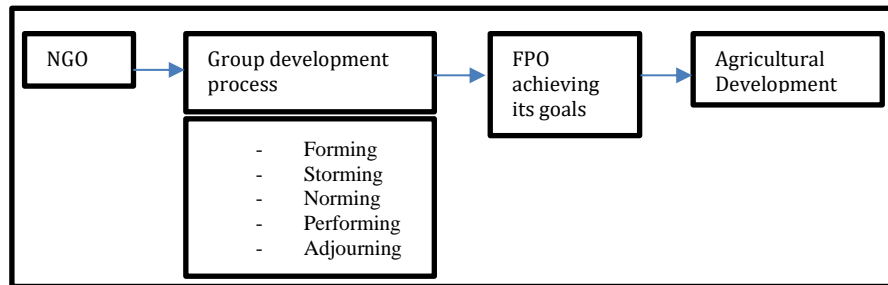 NGO
Group development
process
FPO
achieving
its goals
Agricultural
Development
- Forming
- Storming
- Norming
- Performing
- Adjourning